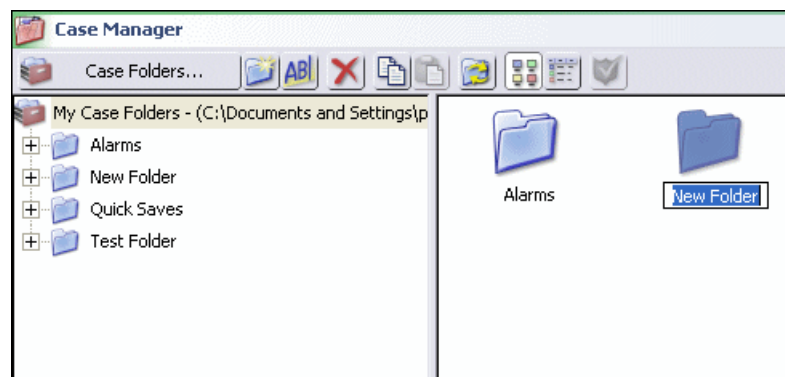 Case Manager
Case Folders...
AB
My Case Folders - (C:\Documents and Settings\p
Alarms
New Folder
Quick Saves
Test Folder
Alarms
New Folder